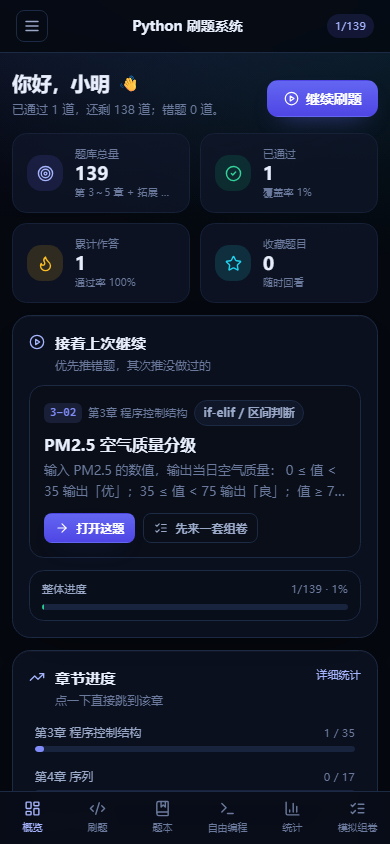 Python 刷题系统
1/139
你好，小明 👋
已通过 1 道，还剩 138 道；错题 0 道。
继续刷题
题库总量
139
第 3～5 章 + 拓展 ...
已通过
1
覆盖率 1%
累计作答
1
通过率 100%
收藏题目
0
随时回看
接着上次继续
优先推错题，其次推没做过的
3-02 第3章 程序控制结构 if-elif / 区间判断
PM2.5 空气质量分级
输入 PM2.5 的数值，输出当日空气质量： 0 ≤ 值 <
35 输出「优」；35 ≤ 值 < 75 输出「良」；值 ≥ 7...
打开这题
先来一套组卷
整体进度
1/139 · 1%
章节进度
详细统计
点一下直接跳到该章
第3章 程序控制结构
1 / 35
第4章 序列
0 / 17
概览
刷题
题本
自由编程
统计
模拟组卷